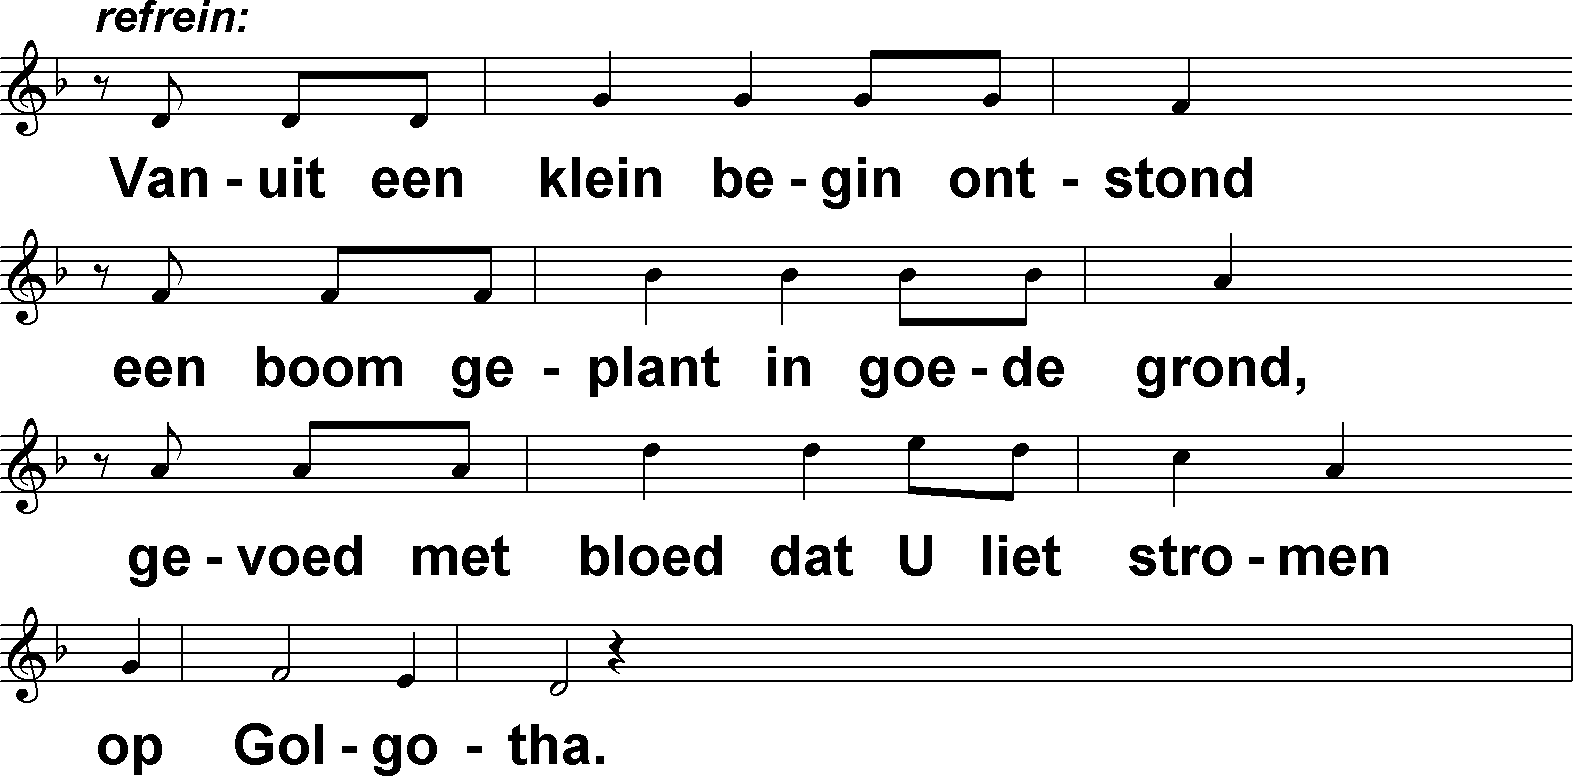 refrein:
Van - uit een klein be - gin ont - stond
een boom ge - plant in goe - de grond,
ge - voed met bloed dat U liet stro - men
op Gol - go - tha.